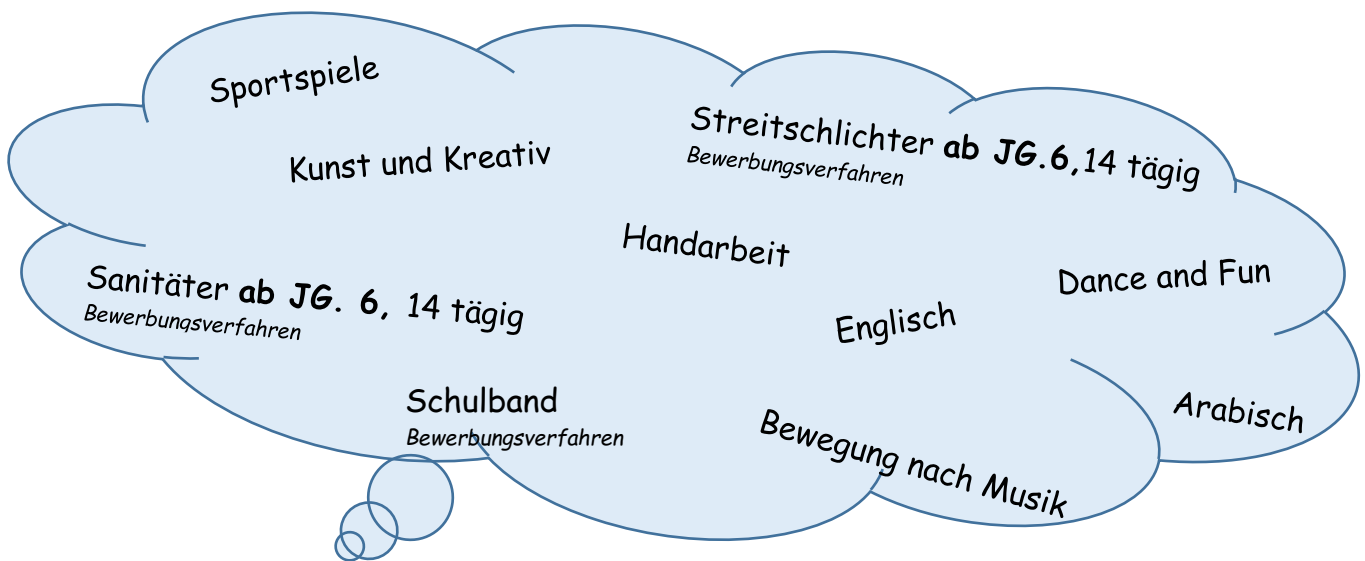 Sportspiele
Streitschlichter ab JG.6,14 tägig
Bewerbungsverfahren
Kunst und Kreativ
Handarbeit
Dance and Fun
Sanitäter ab JG. 6, 14 tägig
Bewerbungsverfahren
Englisch
Schulband
Bewerbungsverfahren
Arabisch
Bewegung nach Musik